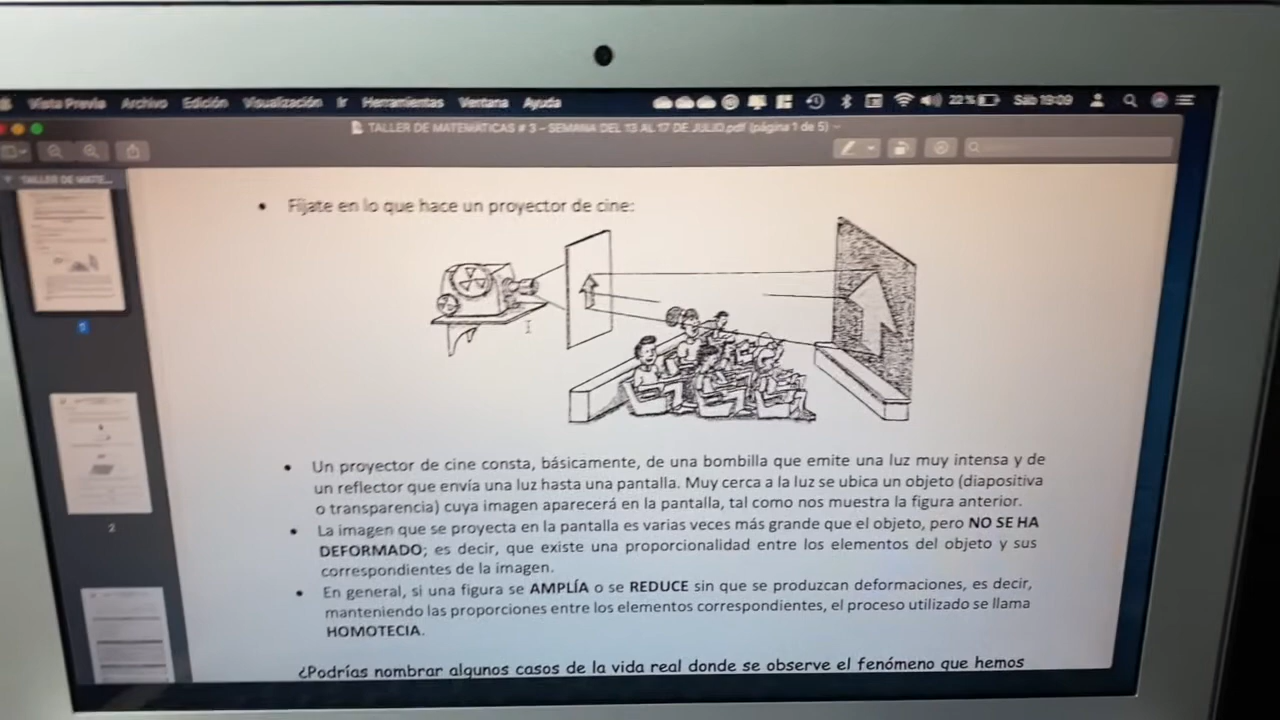 Vista Previa Archivo Edición Visualización Ir Herramientas Ventana Ayuda 22% Sáb 19:09
TALLER DE MATEMÁTICAS # 3 - SEMANA DEL 13 AL 17 DE JULIO.pdf (página 1 de 5)
TALLER DE MATE...
Fíjate en lo que hace un proyector de cine:
2
Un proyector de cine consta, básicamente, de una bombilla que emite una luz muy intensa y de
un reflector que envía una luz hasta una pantalla. Muy cerca a la luz se ubica un objeto (diapositiva
o transparencia) cuya imagen aparecerá en la pantalla, tal como nos muestra la figura anterior.
La imagen que se proyecta en la pantalla es varias veces más grande que el objeto, pero NO SE HA
DEFORMADO; es decir, que existe una proporcionalidad entre los elementos del objeto y sus
correspondientes de la imagen.
En general, si una figura se AMPLÍA o se REDUCE sin que se produzcan deformaciones, es decir,
manteniendo las proporciones entre los elementos correspondientes, el proceso utilizado se llama
HOMOTECIA.
¿Podrías nombrar algunos casos de la vida real donde se observe el fenómeno que hemos